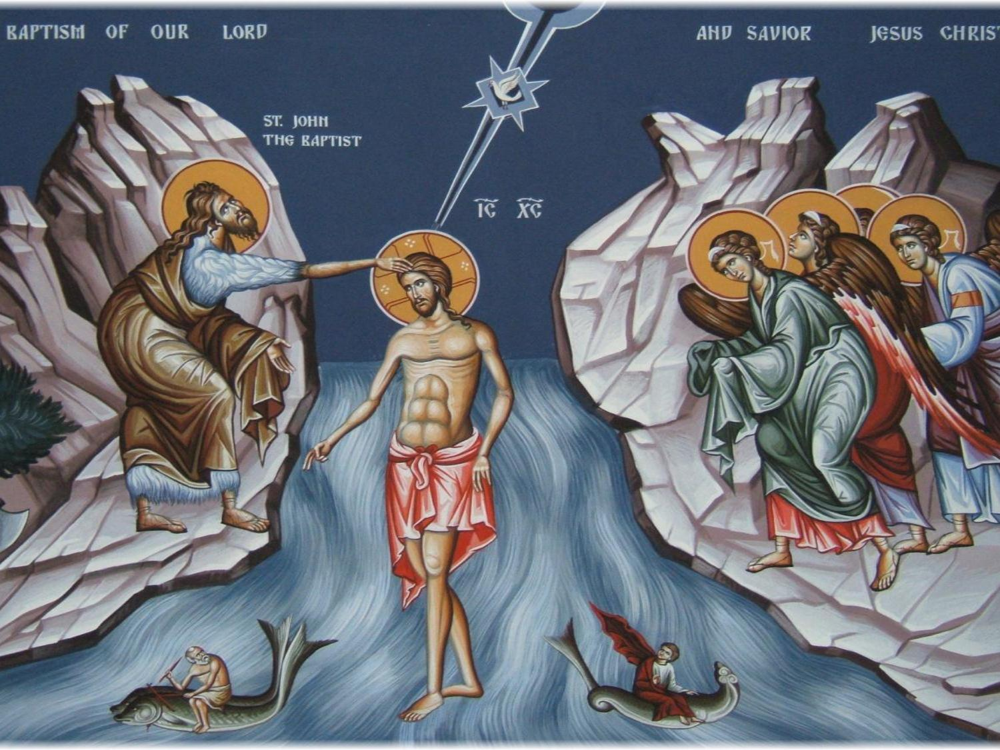 BAPTISM OF OUR LORD AND SAVIOR JESUS CHRIST
ST. JOHN
THE BAPTIST
IC XC